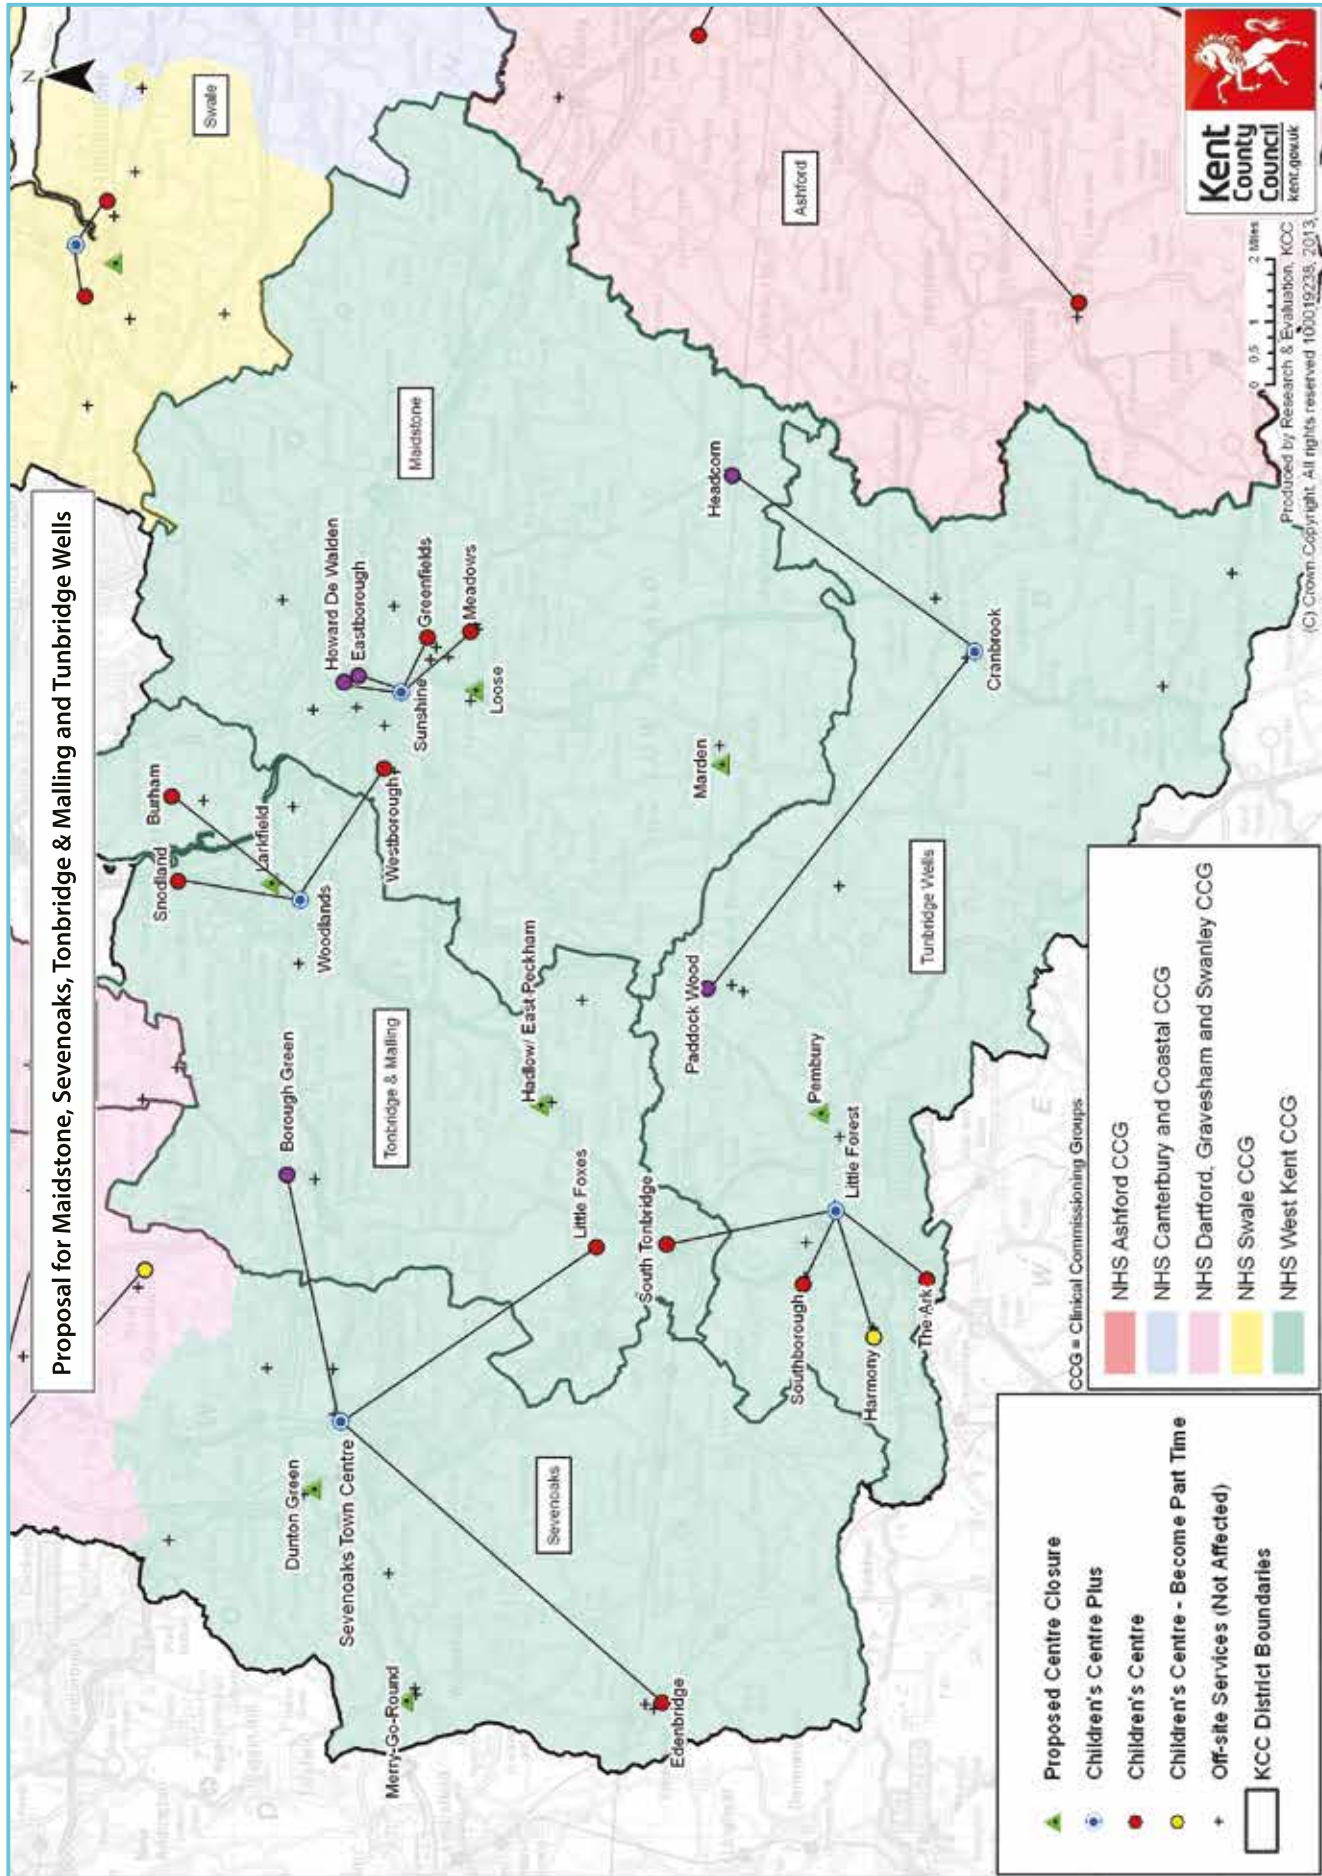 Proposal for Maidstone, Sevenoaks, Tonbridge & Malling and Tunbridge Wells
N
Swale
Snodland
Burham
Larkfield
Woodlands
Westborough
Howard De Walden
Eastborough
Sunshine
Greenfields
Meadows
Loose
Maidstone
Borough Green
Tonbridge & Malling
Hadlow/ East Peckham
Little Foxes
Dunton Green
Sevenoaks Town Centre
Merry-Go-Round
Sevenoaks
Edenbridge
South Tonbridge
Southborough
Harmony
The Ark
Little Forest
Pembury
Paddock Wood
Marden
Headcorn
Cranbrook
Tunbridge Wells
Ashford
Proposed Centre Closure
Children's Centre Plus
Children's Centre
Children's Centre - Become Part Time
Off-site Services (Not Affected)
KCC District Boundaries
CCG = Clinical Commissioning Groups
NHS Ashford CCG
NHS Canterbury and Coastal CCG
NHS Dartford, Gravesham and Swanley CCG
NHS Swale CCG
NHS West Kent CCG
0 0.5 1 2 Miles
Produced by Research & Evaluation, KCC
(C) Crown Copyright. All rights reserved 100019238, 2013,
Kent
County
Council
kent.gov.uk